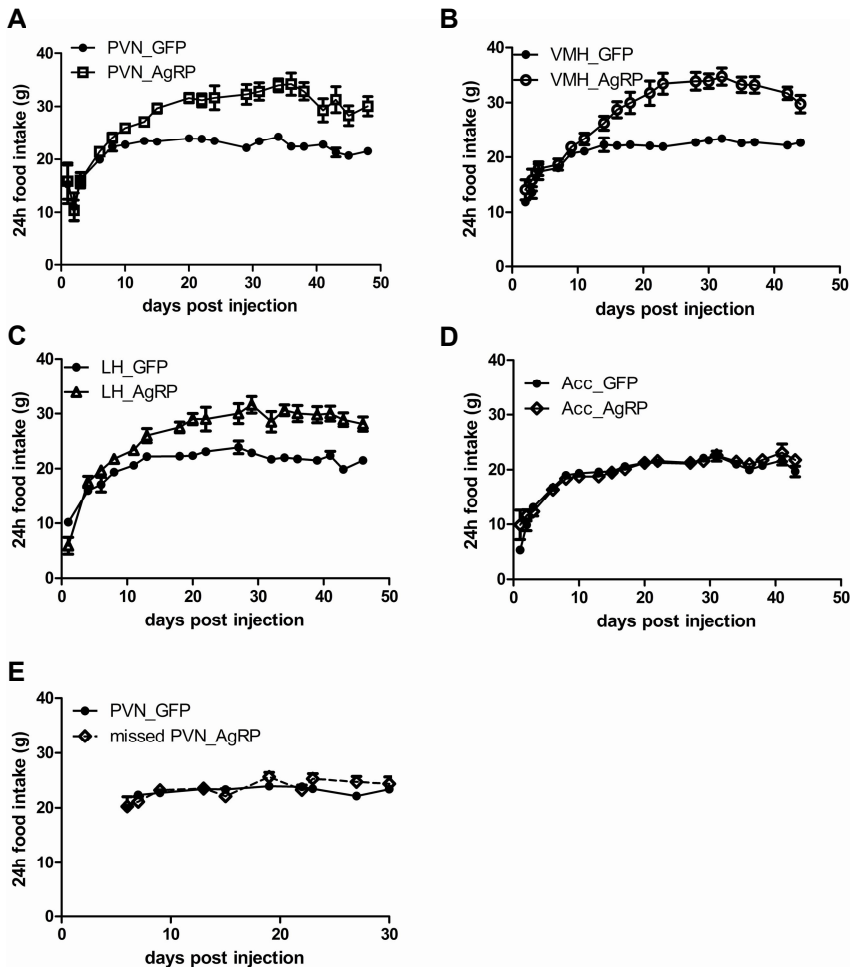 A
PVN_GFP
PVN_AgRP
24h food intake (g)
40
30
20
10
0
0 10 20 30 40 50
days post injection
B
VMH_GFP
VMH_AgRP
24h food intake (g)
40
30
20
10
0
0 10 20 30 40 50
days post injection
C
LH_GFP
LH_AgRP
24h food intake (g)
40
30
20
10
0
0 10 20 30 40 50
days post injection
D
Acc_GFP
Acc_AgRP
24h food intake (g)
40
30
20
10
0
0 10 20 30 40 50
days post injection
E
PVN_GFP
missed PVN_AgRP
24h food intake (g)
40
30
20
10
0
0 10 20 30
days post injection